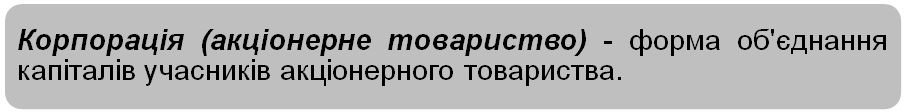 Корпорація (акціонерне товариство) - форма об'єднання
капіталів учасників акціонерного товариства.